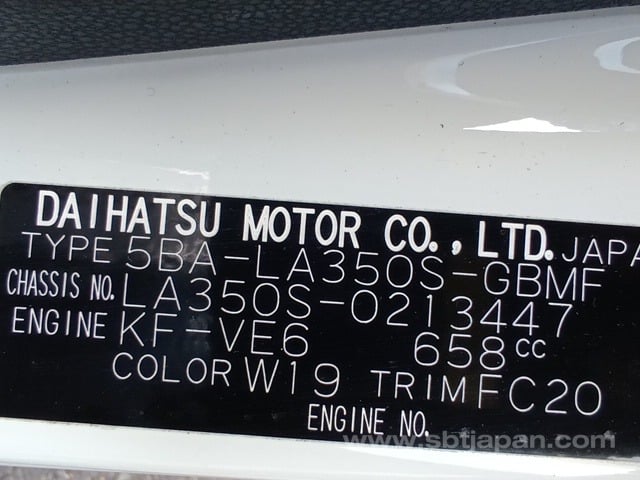 DAIHATSU MOTOR CO., LTD. JAPA
TYPE 5BA-LA350S-GBMF
CHASSIS NO. LA350S-0213447
ENGINE KF-VE6 658cc
COLOR W19 TRIM FC20
ENGINE NO.
www.sbtjapan.com